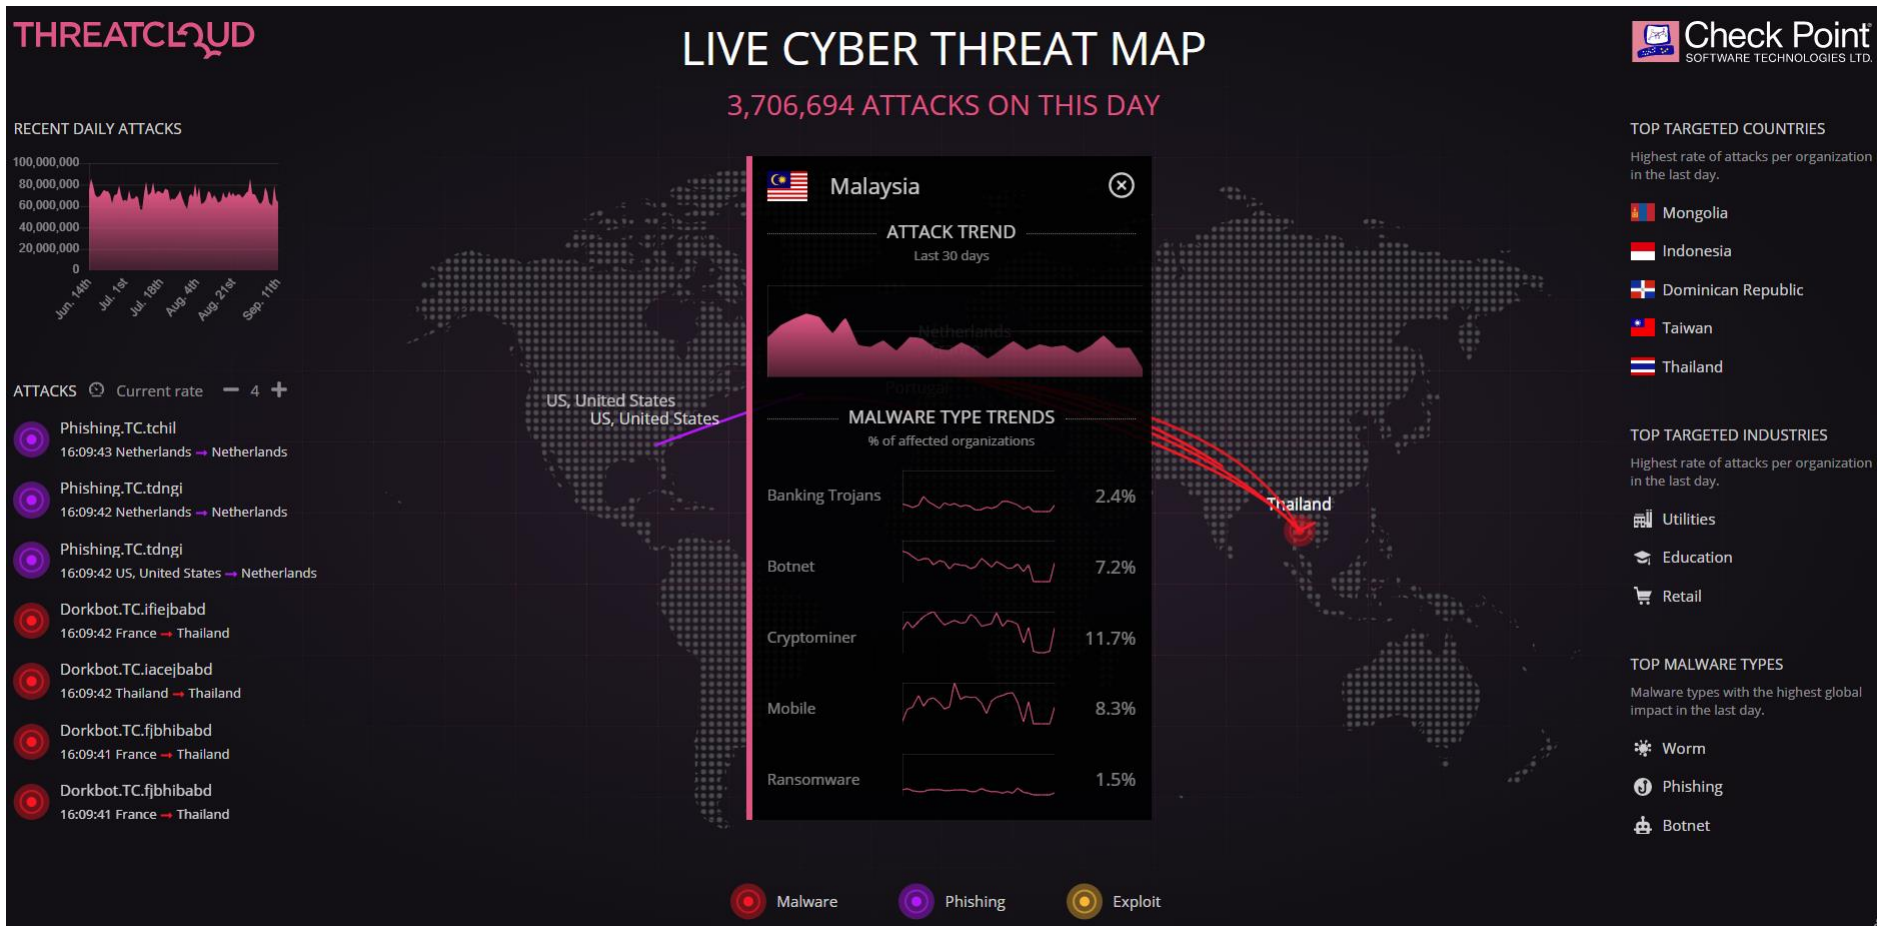 THREATCLOUD
LIVE CYBER THREAT MAP
3,706,694 ATTACKS ON THIS DAY
Check Point
SOFTWARE TECHNOLOGIES LTD.
RECENT DAILY ATTACKS
100,000,000
80,000,000
60,000,000
40,000,000
20,000,000
0
Jun. 14th
Jul. 1st
Jul. 18th
Aug. 4th
Aug. 21st
Sep. 11th
ATTACKS Current rate − 4 +
Phishing.TC.tchil
16:09:43 Netherlands → Netherlands
Phishing.TC.tdngi
16:09:42 Netherlands → Netherlands
Phishing.TC.tdngi
16:09:42 US, United States → Netherlands
Dorkbot.TC.ifiejbabd
16:09:42 France → Thailand
Dorkbot.TC.iacejbabd
16:09:42 Thailand → Thailand
Dorkbot.TC.fjbhibabd
16:09:41 France → Thailand
Dorkbot.TC.fjbhibabd
16:09:41 France → Thailand
US, United States
US, United States
Malaysia
ATTACK TREND
Last 30 days
Netherlands
Portugal
MALWARE TYPE TRENDS
% of affected organizations
Banking Trojans 2.4%
Botnet 7.2%
Cryptominer 11.7%
Mobile 8.3%
Ransomware 1.5%
Thailand
TOP TARGETED COUNTRIES
Highest rate of attacks per organization
in the last day.
Mongolia
Indonesia
Dominican Republic
Taiwan
Thailand
TOP TARGETED INDUSTRIES
Highest rate of attacks per organization
in the last day.
Utilities
Education
Retail
TOP MALWARE TYPES
Malware types with the highest global
impact in the last day.
Worm
Phishing
Botnet
Malware
Phishing
Exploit